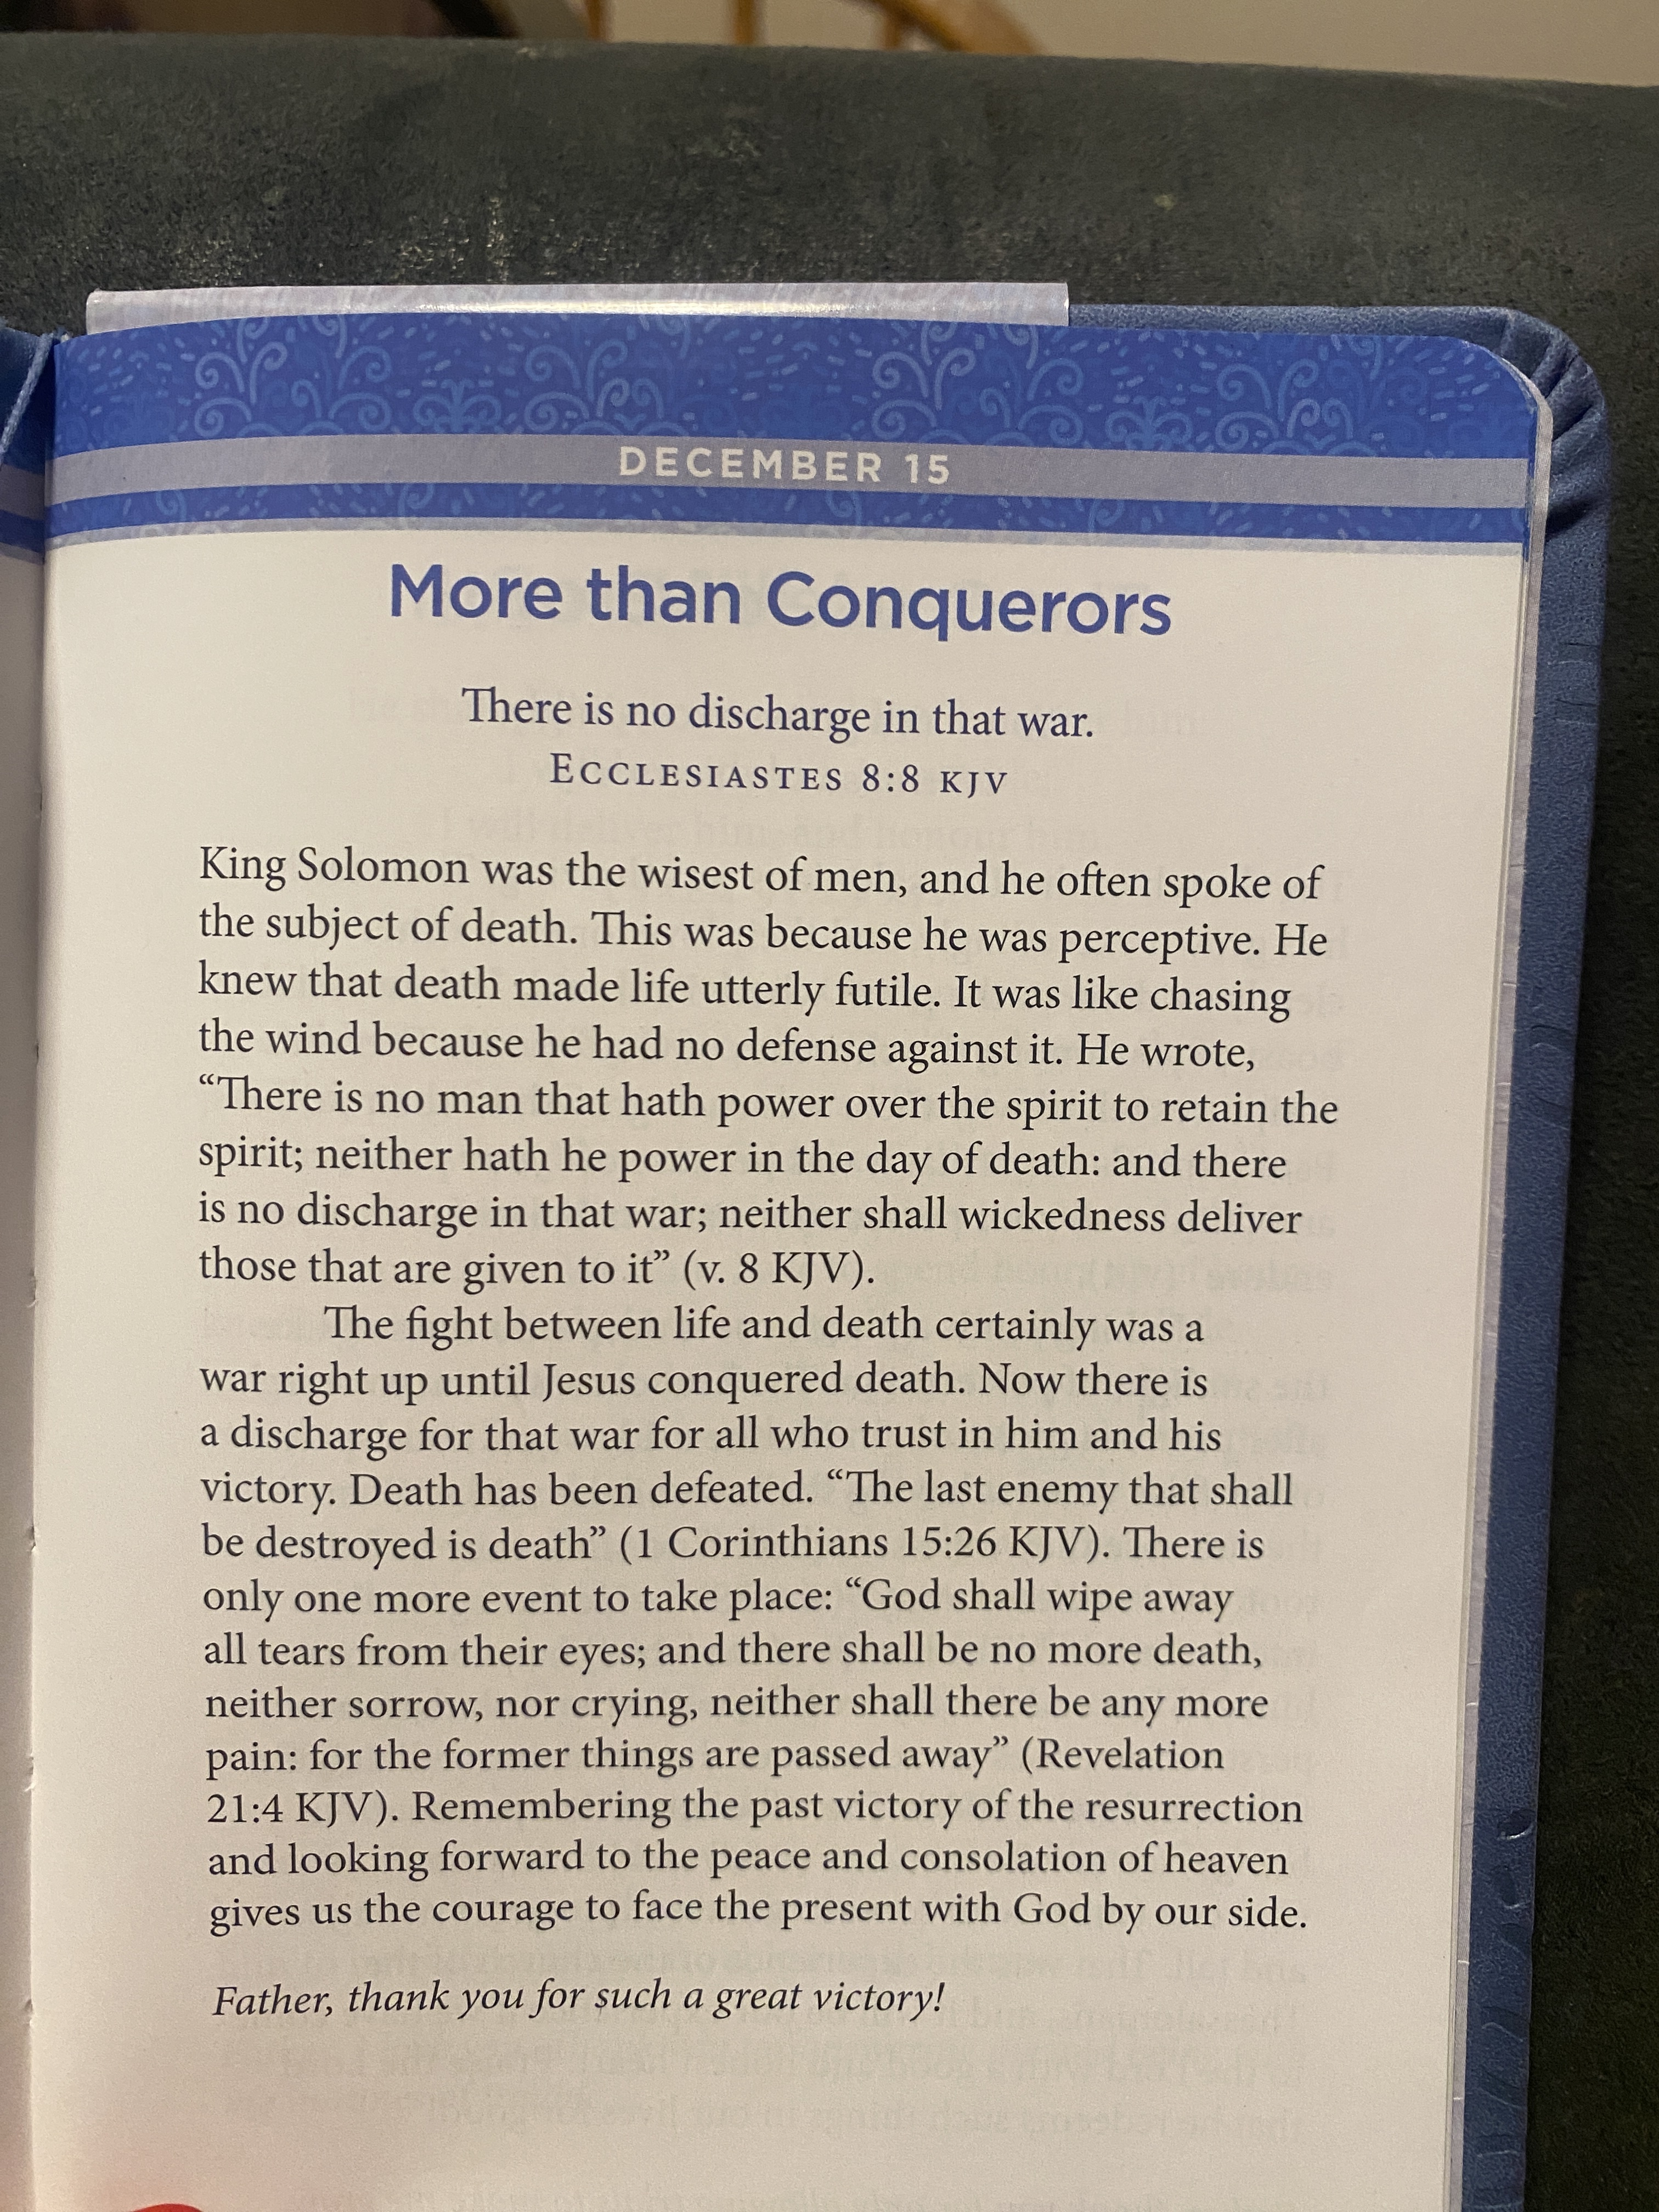 DECEMBER 15
More than Conquerors
There is no discharge in that war.
ECCLESIASTES 8:8 KJV
King Solomon was the wisest of men, and he often spoke of
the subject of death. This was because he was perceptive. He
knew that death made life utterly futile. It was like chasing
the wind because he had no defense against it. He wrote,
“There is no man that hath power over the spirit to retain the
spirit; neither hath he power in the day of death: and there
is no discharge in that war; neither shall wickedness deliver
those that are given to it” (v. 8 KJV).
The fight between life and death certainly was a
war right up until Jesus conquered death. Now there is
a discharge for that war for all who trust in him and his
victory. Death has been defeated. “The last enemy that shall
be destroyed is death” (1 Corinthians 15:26 KJV). There is
only one more event to take place: “God shall wipe away
all tears from their eyes; and there shall be no more death,
neither sorrow, nor crying, neither shall there be any more
pain: for the former things are passed away” (Revelation
21:4 KJV). Remembering the past victory of the resurrection
and looking forward to the peace and consolation of heaven
gives us the courage to face the present with God by our side.
Father, thank you for such a great victory!